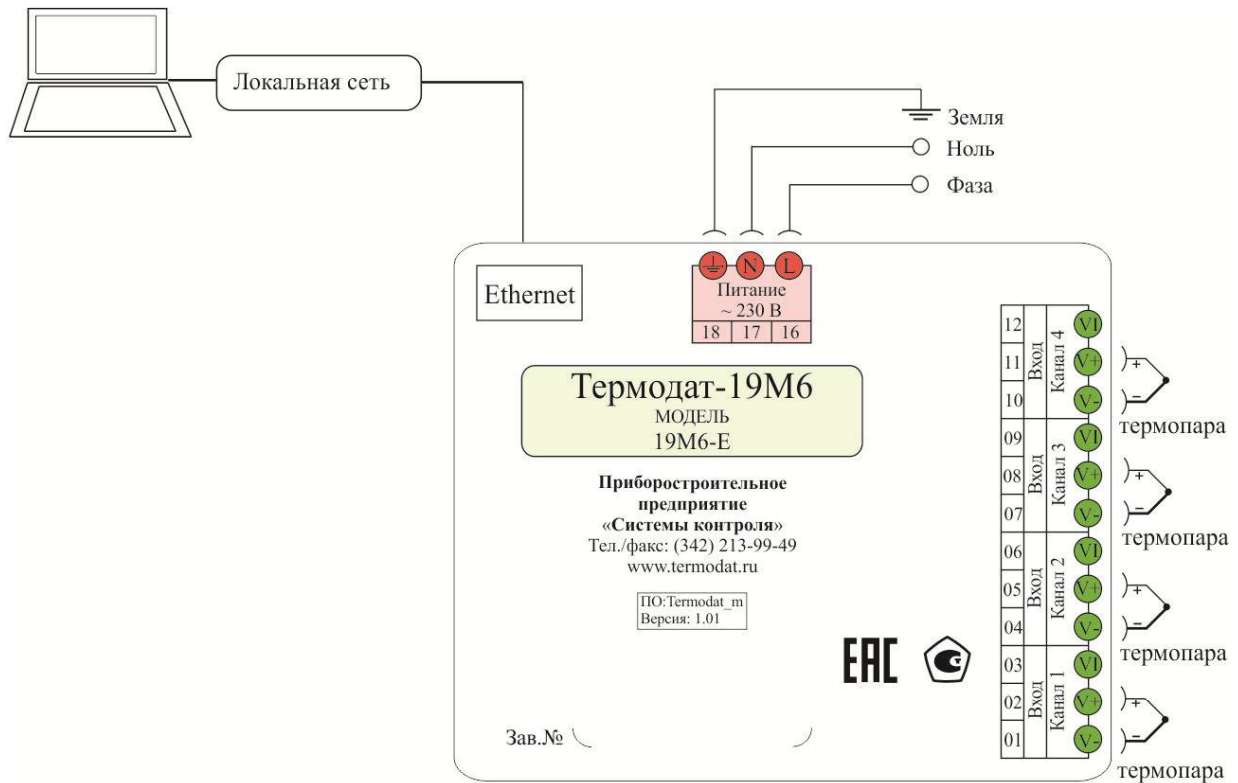 Локальная сеть
Земля
Ноль
Фаза
Ethernet
N L
Питание
~ 230 В
18 17 16
Термодат-19М6
МОДЕЛЬ
19М6-Е
Приборостроительное
предприятие
«Системы контроля»
Тел./факс: (342) 213-99-49
www.termodat.ru
ПО:Termodat_m
Версия: 1.01
EAC
Зав.№
12 VI
11 V+ +
10 V- −
Вход
Канал 4
термопара
09 VI
08 V+ +
07 V- −
Вход
Канал 3
термопара
06 VI
05 V+ +
04 V- −
Вход
Канал 2
термопара
03 VI
02 V+ +
01 V- −
Вход
Канал 1
термопара